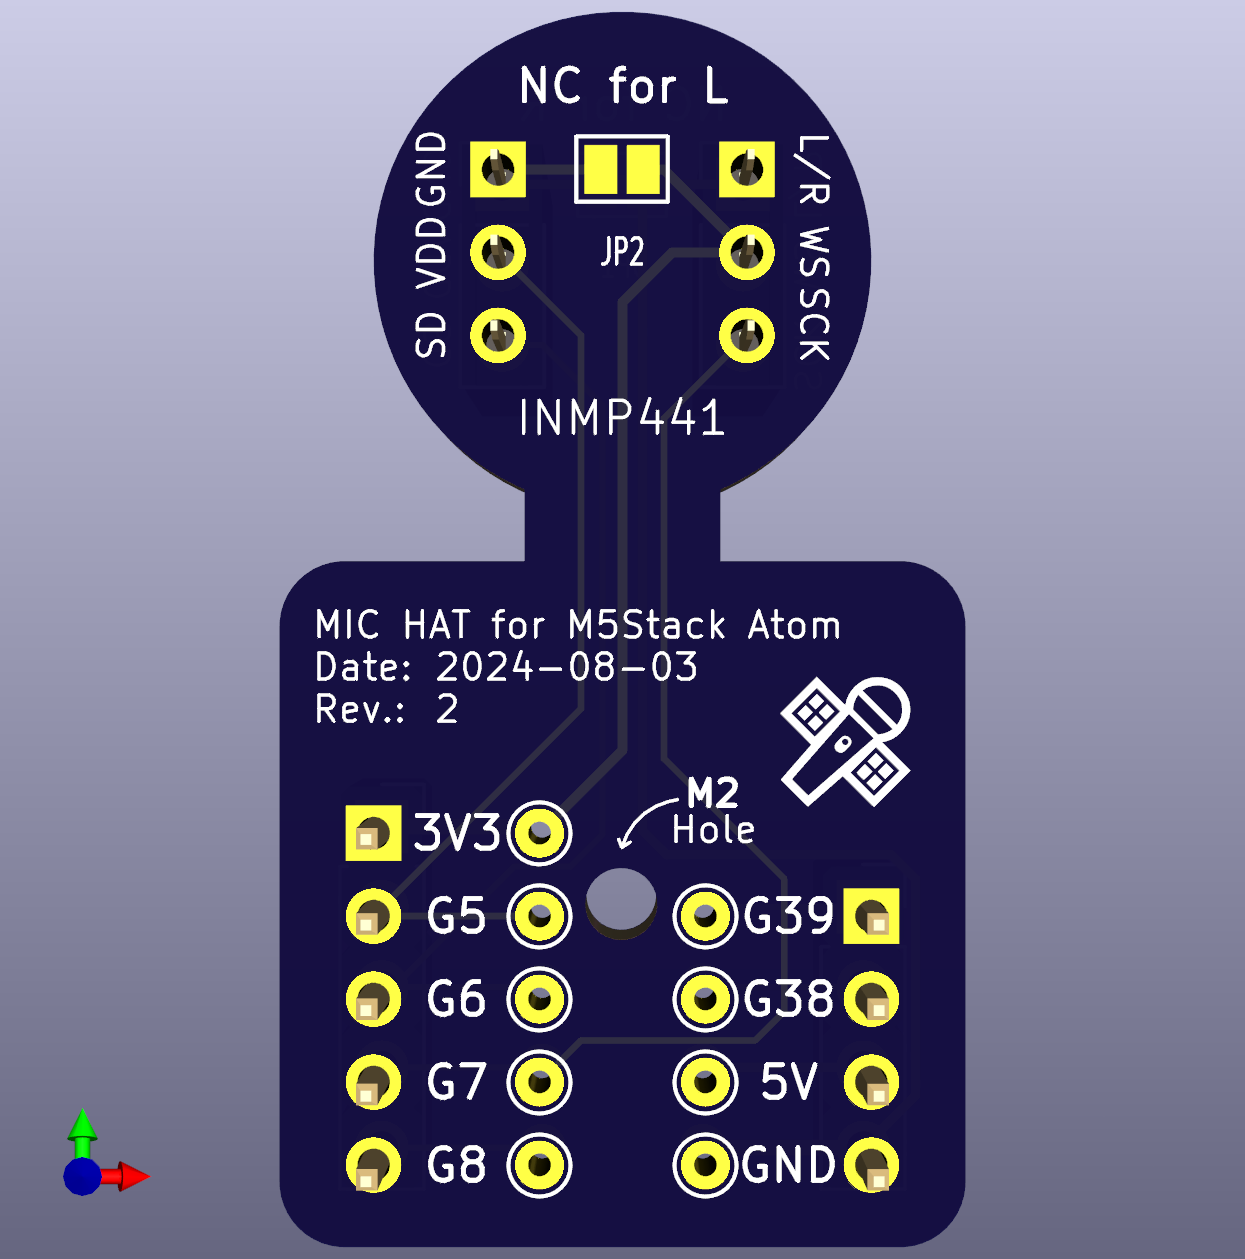 NC for L
GND
L/R
VDD
JP2
WS
SD
SCK
INMP441
MIC HAT for M5Stack Atom
Date: 2024-08-03
Rev.: 2
M2
Hole
3V3
G5
G39
G6
G38
G7
5V
G8
GND